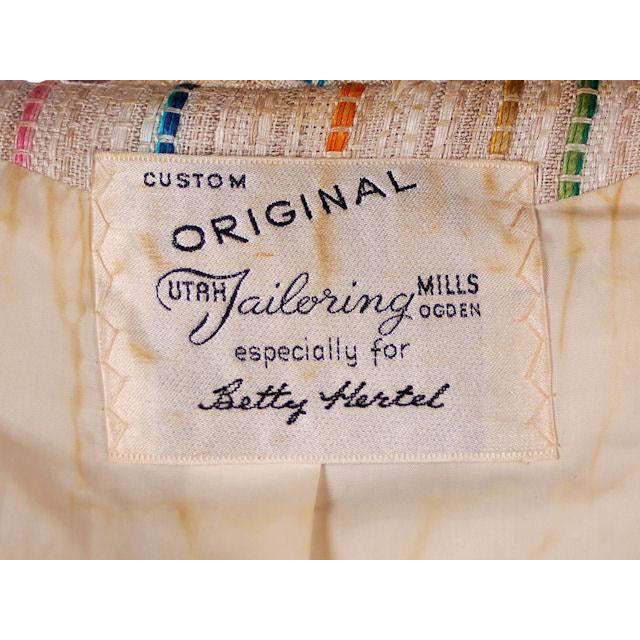 CUSTOM
ORIGINAL
UTAH Tailoring MILLS
OGDEN
especially for
Betty Hertel